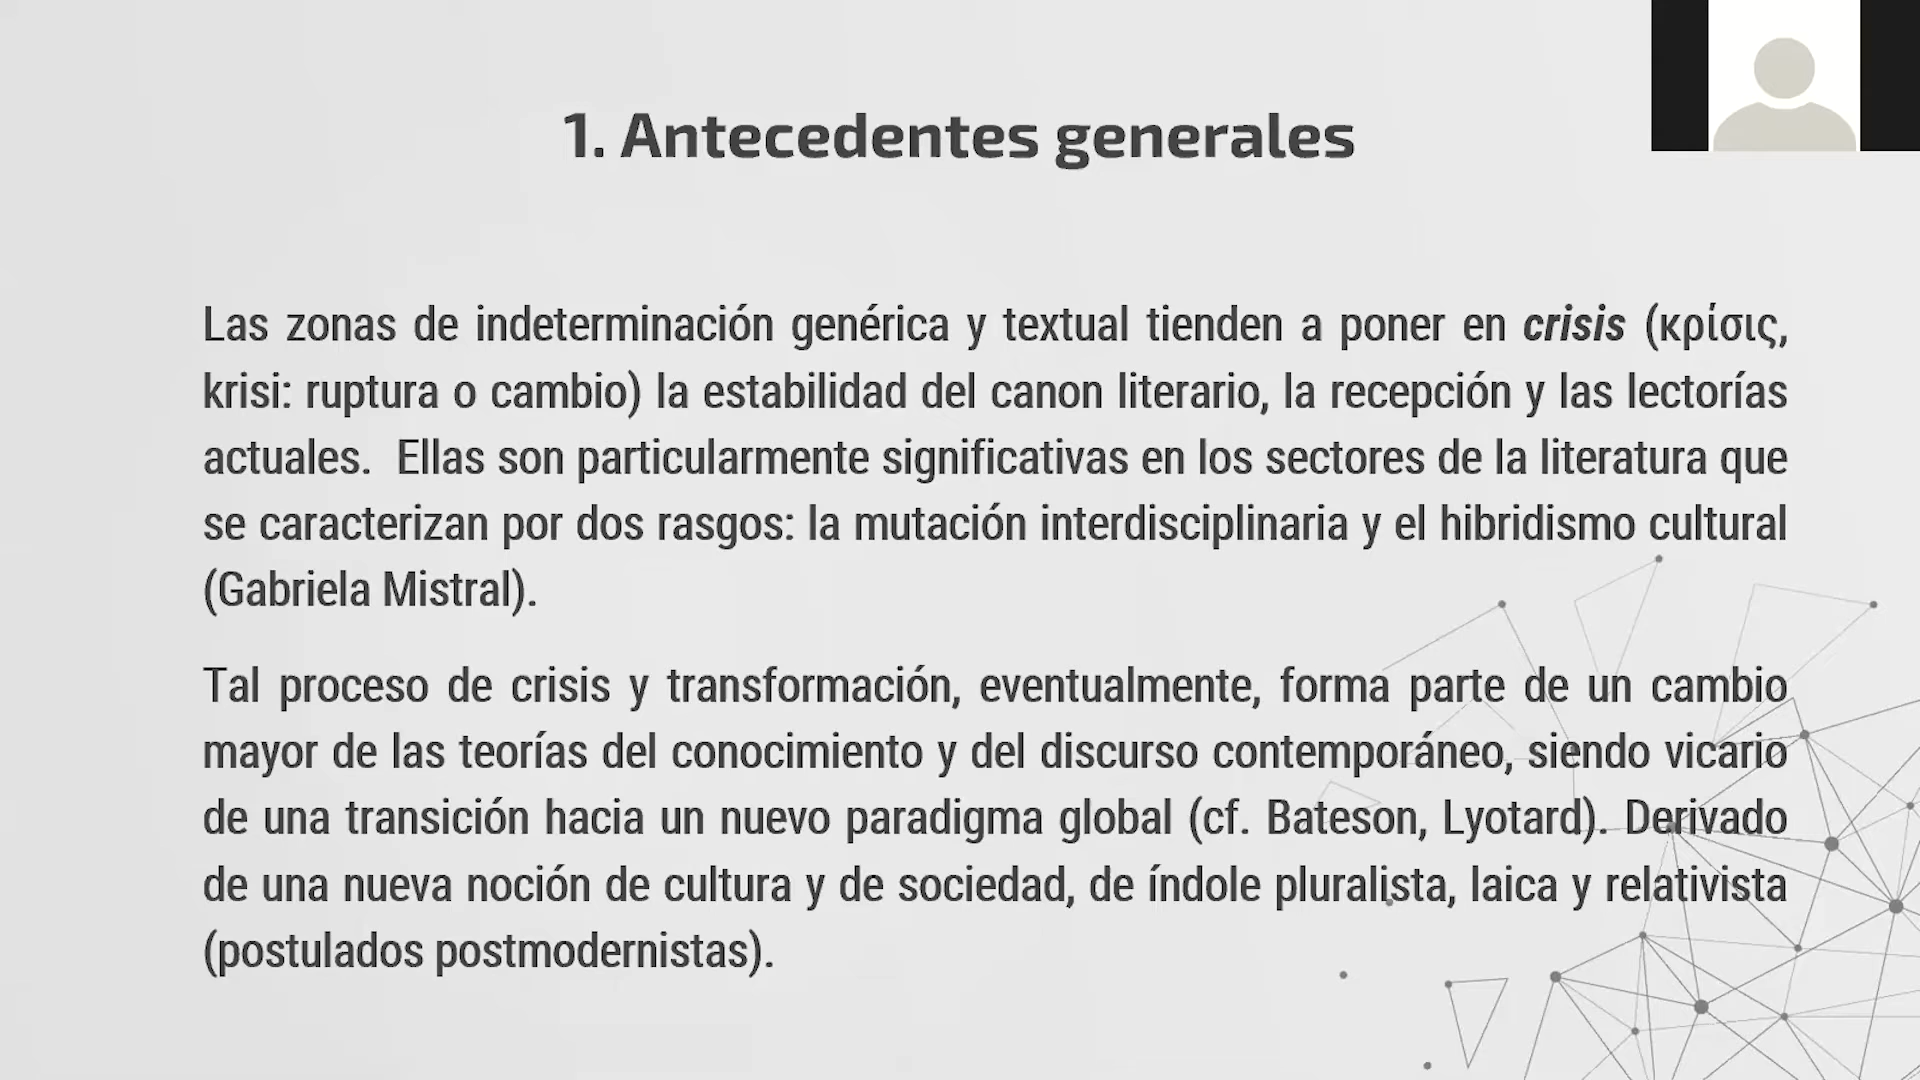 1. Antecedentes generales
Las zonas de indeterminación genérica y textual tienden a poner en crisis (κρίσις,
krisi: ruptura o cambio) la estabilidad del canon literario, la recepción y las lectorías
actuales.  Ellas son particularmente significativas en los sectores de la literatura que
se caracterizan por dos rasgos: la mutación interdisciplinaria y el hibridismo cultural
(Gabriela Mistral).
Tal proceso de crisis y transformación, eventualmente, forma parte de un cambio
mayor de las teorías del conocimiento y del discurso contemporáneo, siendo vicario
de una transición hacia un nuevo paradigma global (cf. Bateson, Lyotard). Derivado
de una nueva noción de cultura y de sociedad, de índole pluralista, laica y relativista
(postulados postmodernistas).